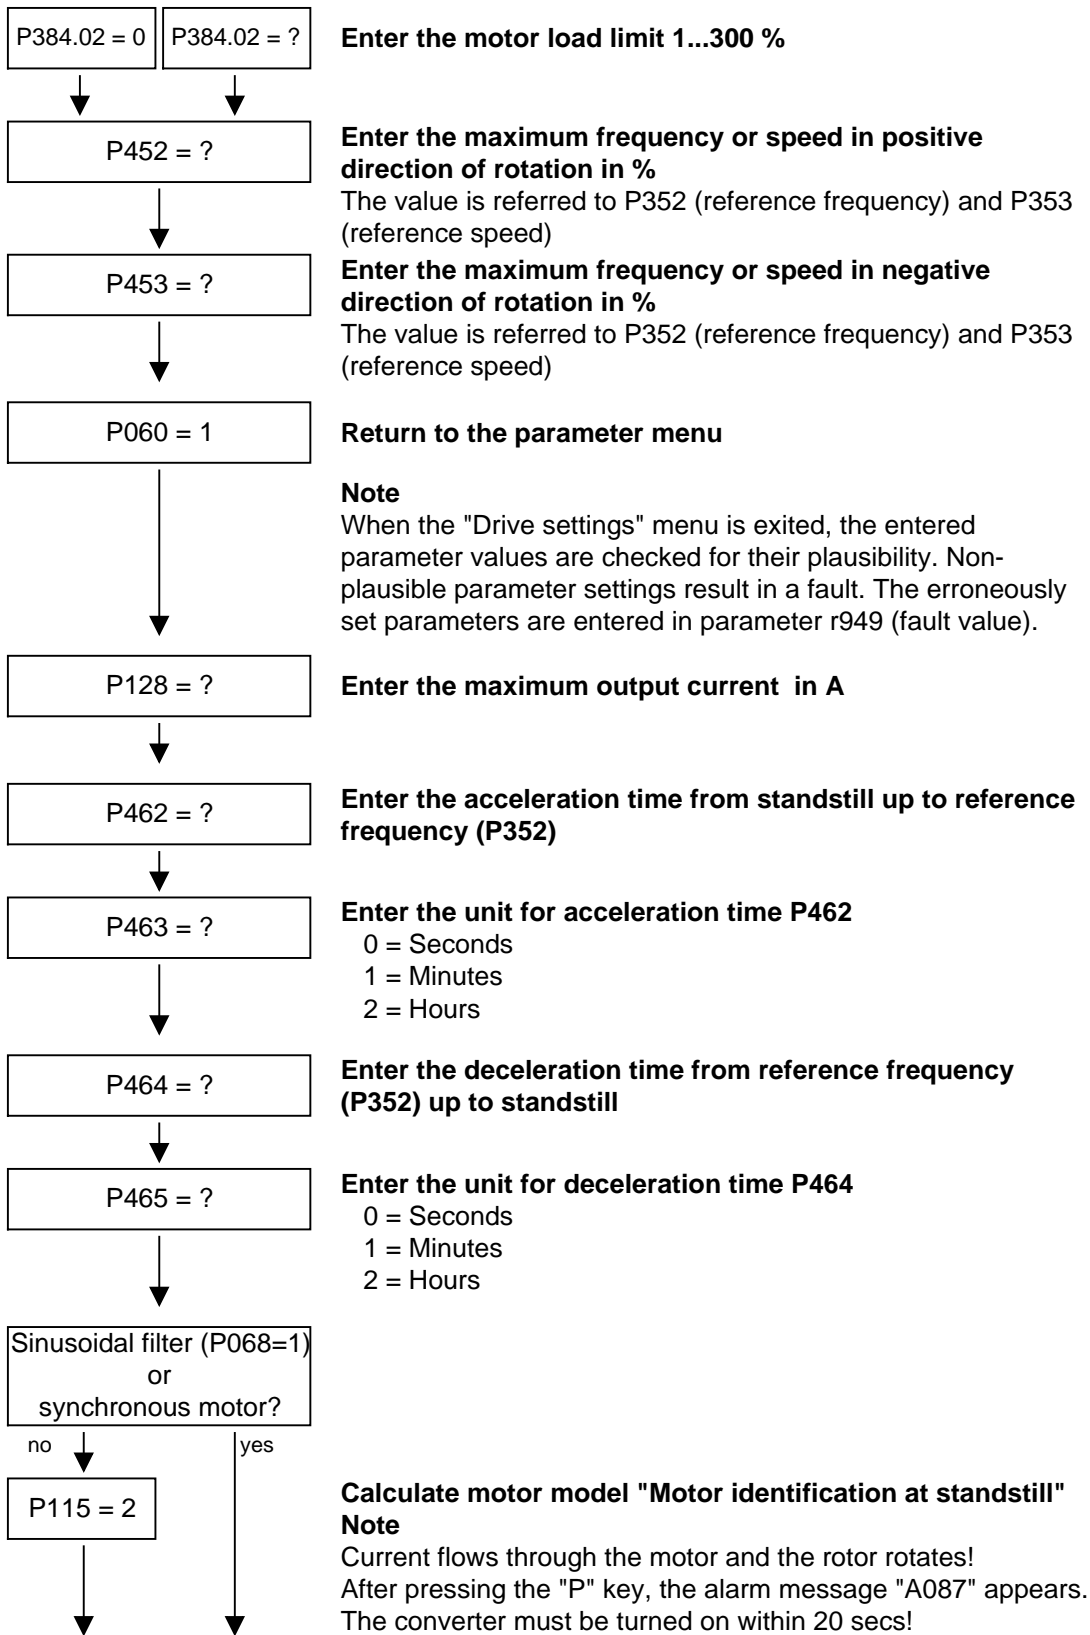 P384.02 = 0
P384.02 = ?
Enter the motor load limit 1...300 %
P452 = ?
Enter the maximum frequency or speed in positive
direction of rotation in %
The value is referred to P352 (reference frequency) and P353
(reference speed)
P453 = ?
Enter the maximum frequency or speed in negative
direction of rotation in %
The value is referred to P352 (reference frequency) and P353
(reference speed)
P060 = 1
Return to the parameter menu
Note
When the "Drive settings" menu is exited, the entered
parameter values are checked for their plausibility. Non-
plausible parameter settings result in a fault. The erroneously
set parameters are entered in parameter r949 (fault value).
P128 = ?
Enter the maximum output current  in A
P462 = ?
Enter the acceleration time from standstill up to reference
frequency (P352)
P463 = ?
Enter the unit for acceleration time P462
0 = Seconds
1 = Minutes
2 = Hours
P464 = ?
Enter the deceleration time from reference frequency
(P352) up to standstill
P465 = ?
Enter the unit for deceleration time P464
0 = Seconds
1 = Minutes
2 = Hours
Sinusoidal filter (P068=1)
or
synchronous motor?
no
yes
P115 = 2
Calculate motor model "Motor identification at standstill"
Note
Current flows through the motor and the rotor rotates!
After pressing the "P" key, the alarm message "A087" appears.
The converter must be turned on within 20 secs!